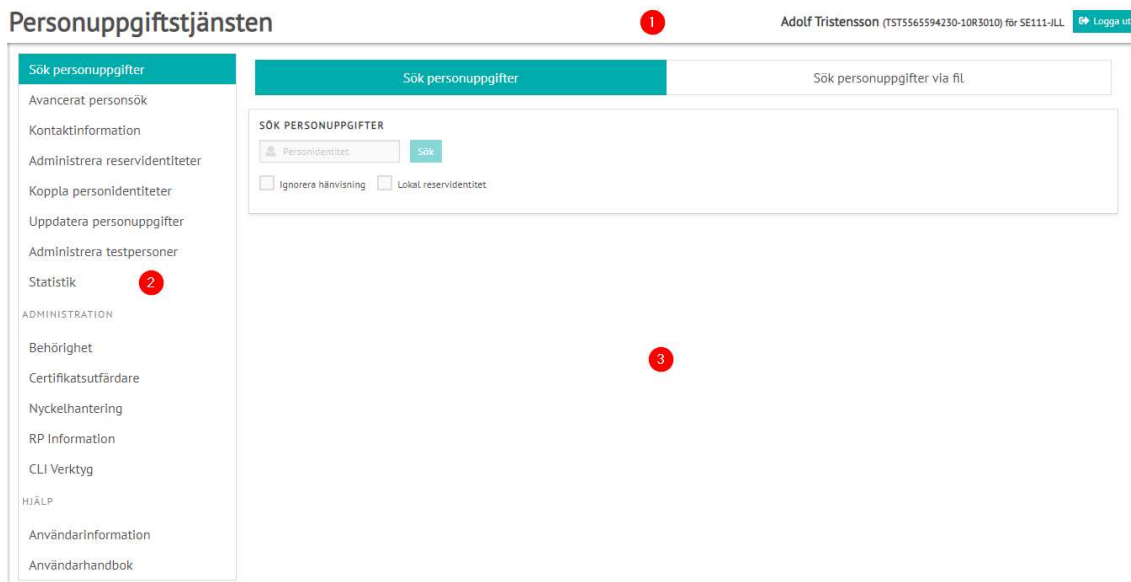 Personuppgiftstjänsten
1
Adolf Tristensson (TST5565594230-10R3010) för SE111-JLL
Logga ut
Sök personuppgifter
Avancerat personsök
Kontaktinformation
Administrera reservidentiteter
Koppla personidentiteter
Uppdatera personuppgifter
Administrera testpersoner
Statistik
2
ADMINISTRATION
Behörighet
Certifikatsutfärdare
Nyckelhantering
RP Information
CLI Verktyg
HJÄLP
Användarinformation
Användarhandbok
Sök personuppgifter
Sök personuppgifter via fil
SÖK PERSONUPPGIFTER
Personidentitet
Sök
Ignorera hänvisning
Lokal reservidentitet
3